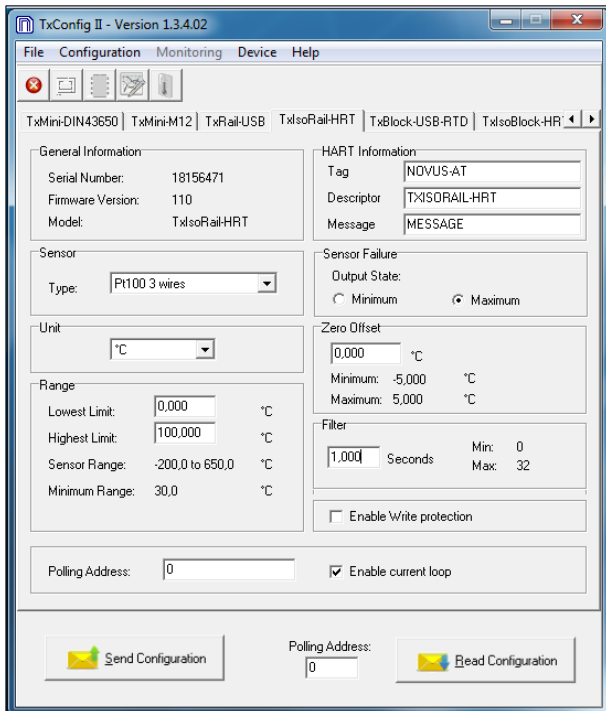 TxConfig II - Version 1.3.4.02
File Configuration Monitoring Device Help
TxMini-DIN43650 TxMini-M12 TxRail-USB TxIsoRail-HRT TxBlock-USB-RTD TxIsoBlock-HR
General Information
Serial Number: 18156471
Firmware Version: 110
Model: TxIsoRail-HRT
HART Information
Tag NOVUS-AT
Descriptor TXISORAIL-HRT
Message MESSAGE
Sensor
Type: Pt100 3 wires
Sensor Failure
Output State:
Minimum Maximum
Unit
°C
Zero Offset
0,000 °C
Minimum: -5,000 °C
Maximum: 5,000 °C
Range
Lowest Limit: 0,000 °C
Highest Limit: 100,000 °C
Sensor Range: -200,0 to 650,0 °C
Minimum Range: 30,0 °C
Filter
1,000 Seconds Min: 0
Max: 32
Enable Write protection
Polling Address: 0 Enable current loop
Send Configuration
Polling Address:
0
Read Configuration